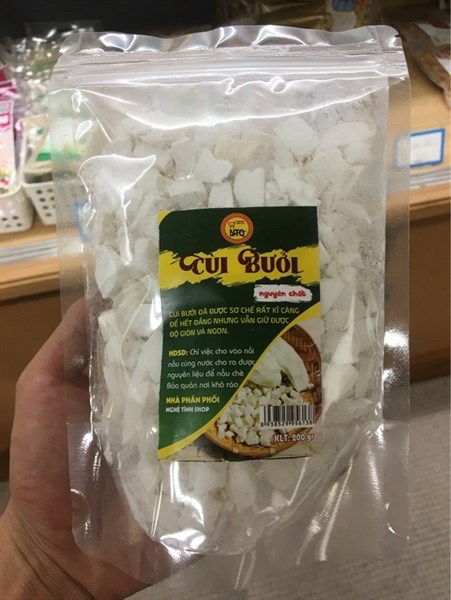 NTQ
CÙI BƯỞI
nguyên chất
CÙI BƯỞI ĐÃ ĐƯỢC SƠ CHẾ RẤT KĨ CÀNG
ĐỂ HẾT ĐẮNG NHƯNG VẪN GIỮ ĐƯỢC
ĐỘ GIÒN VÀ NGON.
HDSD: Chỉ việc cho vào nồi
nấu cùng nước cho ra được
nguyên liệu để nấu chè
Bảo quản nơi khô ráo
NHÀ PHÂN PHỐI
NGHỆ TĨNH SHOP
KLT: 200 gr